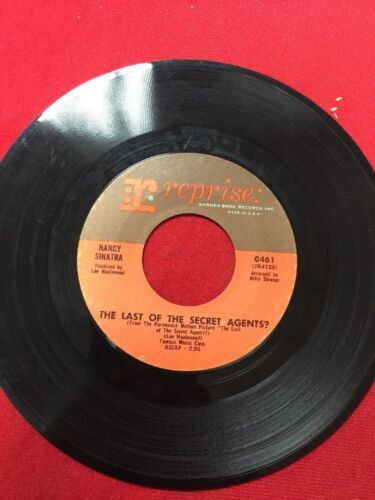 r reprise:
WARNER BROS. RECORDS, INC.
MADE IN U.S.A.
NANCY
SINATRA
Produced by
Lee Hazlewood
0461
(JX4128)
Arranged by
Billy Strange
THE LAST OF THE SECRET AGENTS?
(From The Paramount Motion Picture "The Last
of The Secret Agents?)
(Lee Hazlewood)
Famous Music Corp.
ASCAP - 2:50